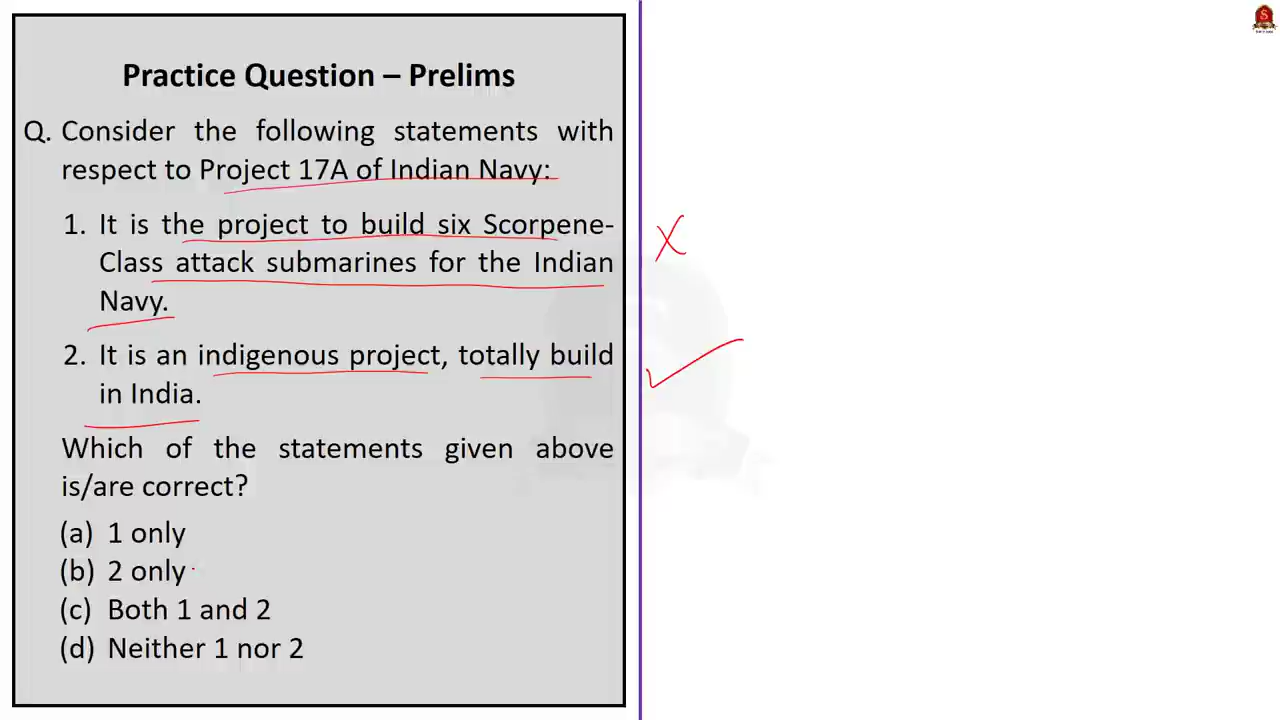 Practice Question – Prelims
Q. Consider the following statements with
respect to Project 17A of Indian Navy:
1. It is the project to build six Scorpene-
Class attack submarines for the Indian
Navy.
2. It is an indigenous project, totally build
in India.
Which of the statements given above
is/are correct?
(a) 1 only
(b) 2 only
(c) Both 1 and 2
(d) Neither 1 nor 2